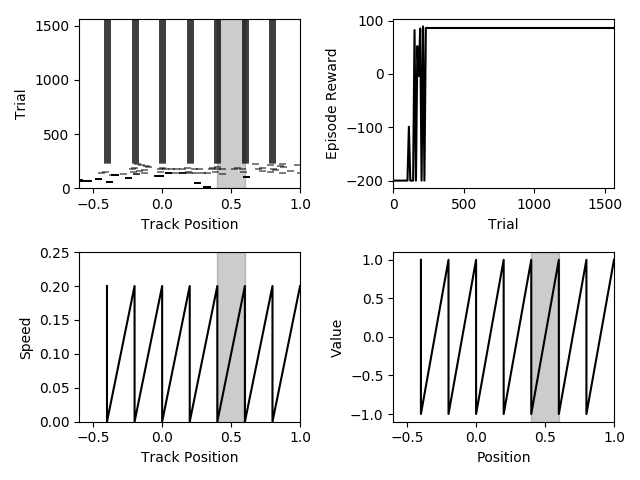 1500
1000
500
0
Trial
−0.5 0.0 0.5 1.0
Track Position
100
0
−100
−200
Episode Reward
0 500 1000 1500
Trial
0.25
0.20
0.15
0.10
0.05
0.00
Speed
−0.5 0.0 0.5 1.0
Track Position
1.0
0.5
0.0
−0.5
−1.0
Value
−0.5 0.0 0.5 1.0
Position